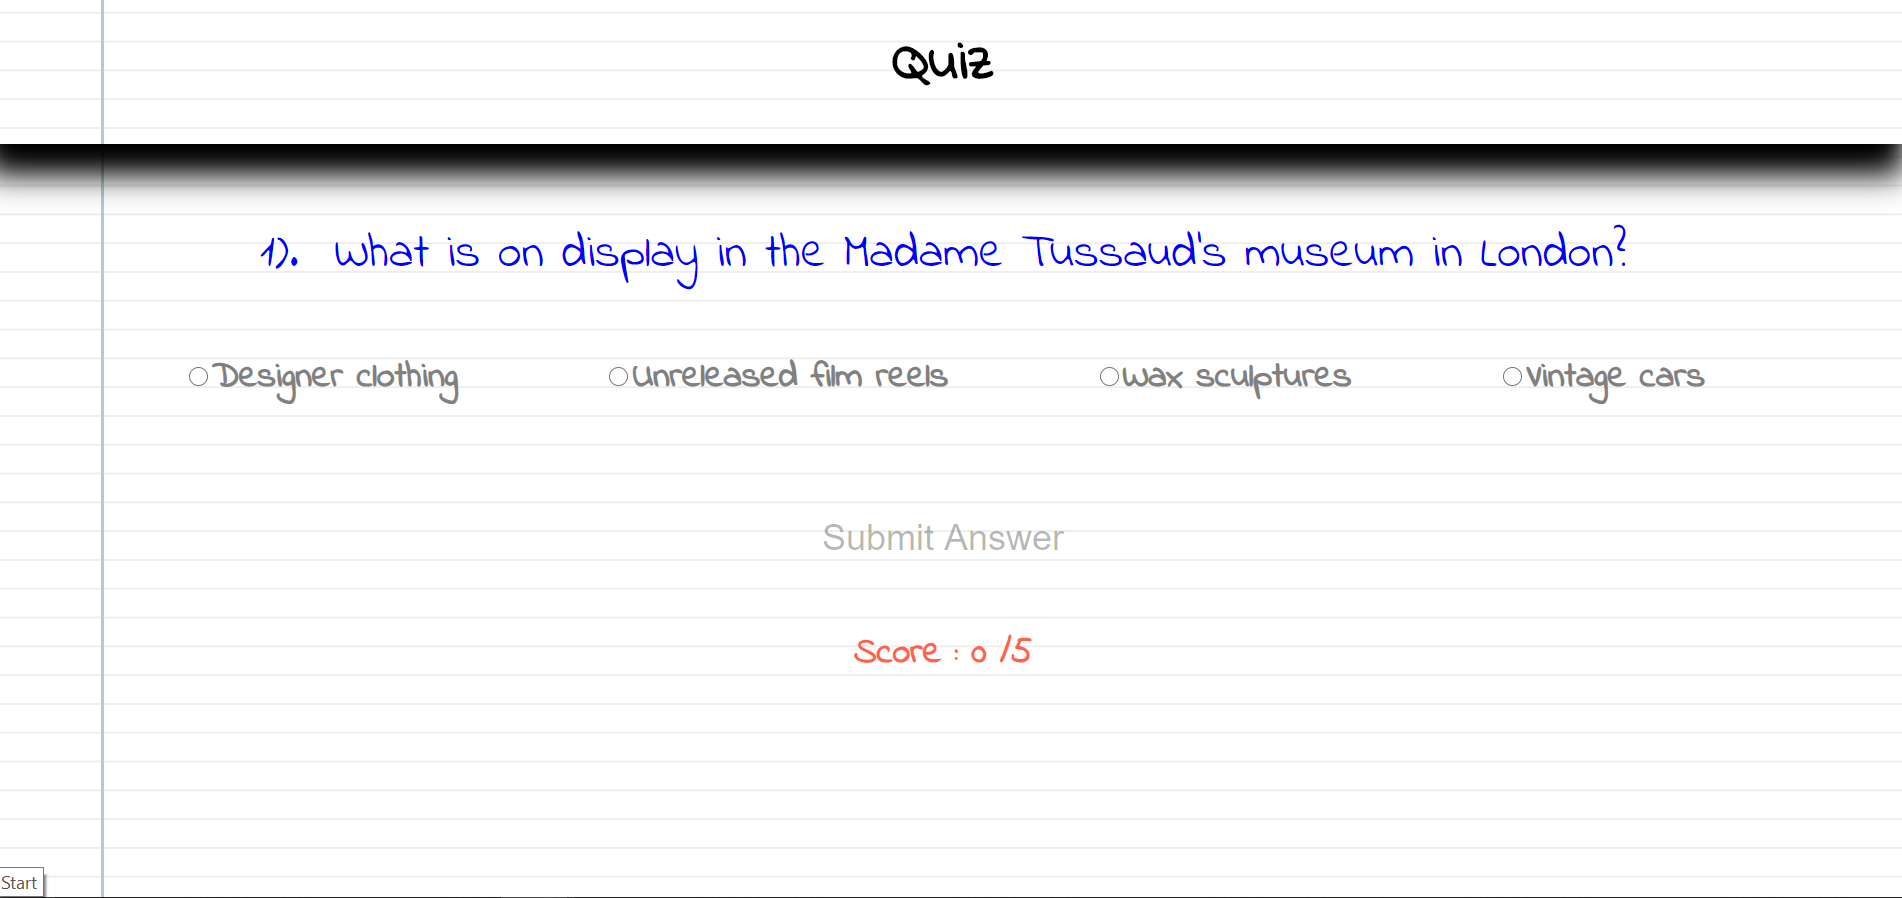 Quiz
1). What is on display in the Madame Tussaud's museum in London?
Designer clothing Unreleased film reels Wax sculptures Vintage cars
Submit Answer
Score : 0 /5
Start